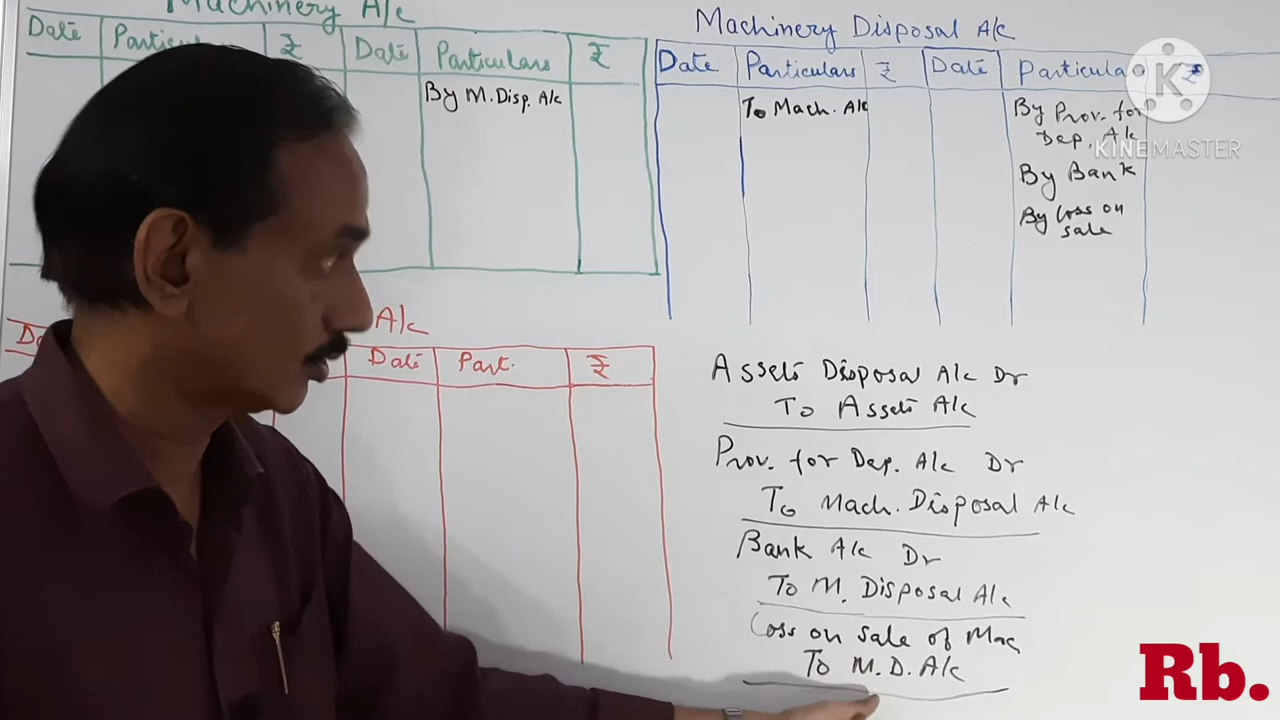 Machinery A/c
Date Particul ₹ Date Particulars ₹
By M. Disp. A/c
Machinery Disposal A/c
Date Particulars ₹ Date Particula ₹
To Mach. A/c
By Prov. for
Dep. A/c
By Bank
By Loss on
sale
KINEMASTER
A/c
Da Date Part. ₹
Assets Disposal A/c Dr
To Assets A/c
Prov. for Dep. A/c Dr
To Mach. Disposal A/c
Bank A/c Dr
To M. Disposal A/c
Loss on sale of Mac
To M.D. A/c
Rb.